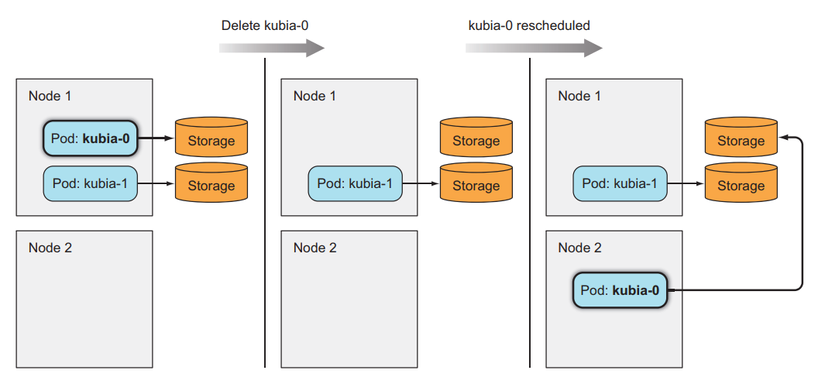 Delete kubia-0
kubia-0 rescheduled
Node 1
Pod: kubia-0
Storage
Pod: kubia-1
Storage
Node 2
Node 1
Storage
Pod: kubia-1
Storage
Node 2
Node 1
Storage
Pod: kubia-1
Storage
Node 2
Pod: kubia-0